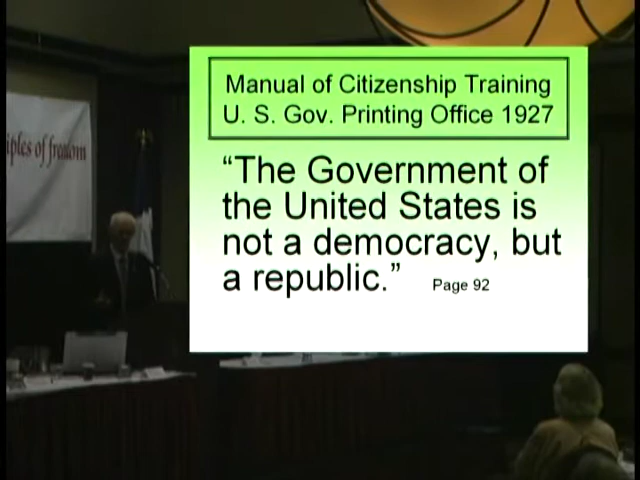 Manual of Citizenship Training
U. S. Gov. Printing Office 1927
“The Government of
the United States is
not a democracy, but
a republic.” Page 92
of freedom